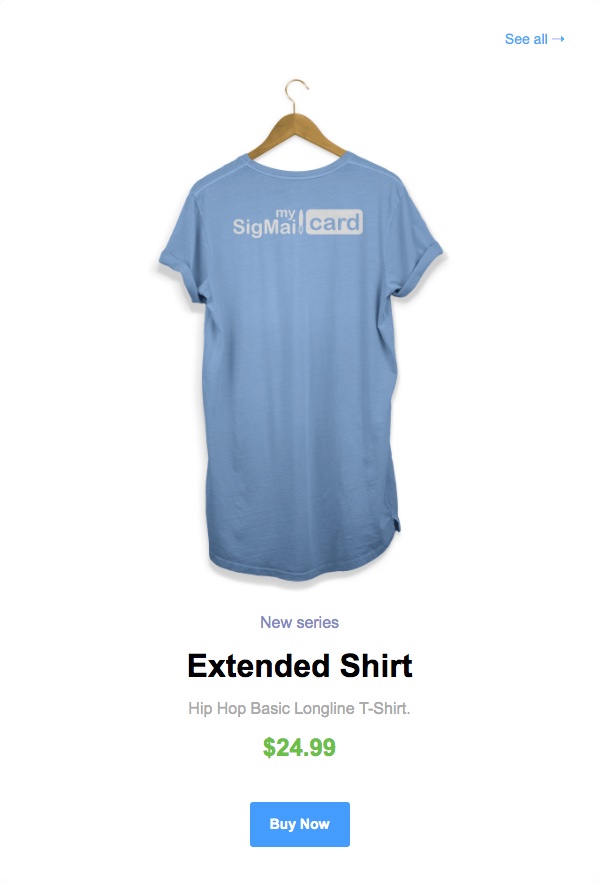 See all →
my
SigMail card
New series
Extended Shirt
Hip Hop Basic Longline T-Shirt.
$24.99
Buy Now